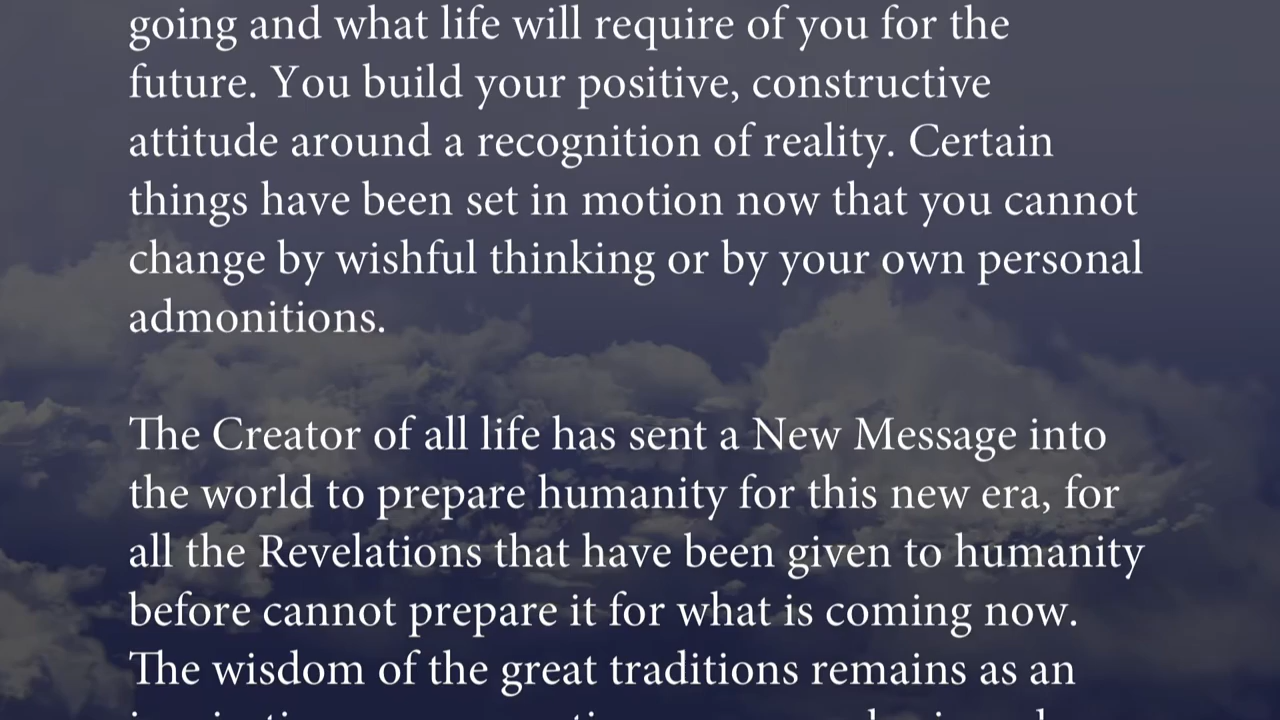 going and what life will require of you for the
future. You build your positive, constructive
attitude around a recognition of reality. Certain
things have been set in motion now that you cannot
change by wishful thinking or by your own personal
admonitions.
The Creator of all life has sent a New Message into
the world to prepare humanity for this new era, for
all the Revelations that have been given to humanity
before cannot prepare it for what is coming now.
The wisdom of the great traditions remains as an